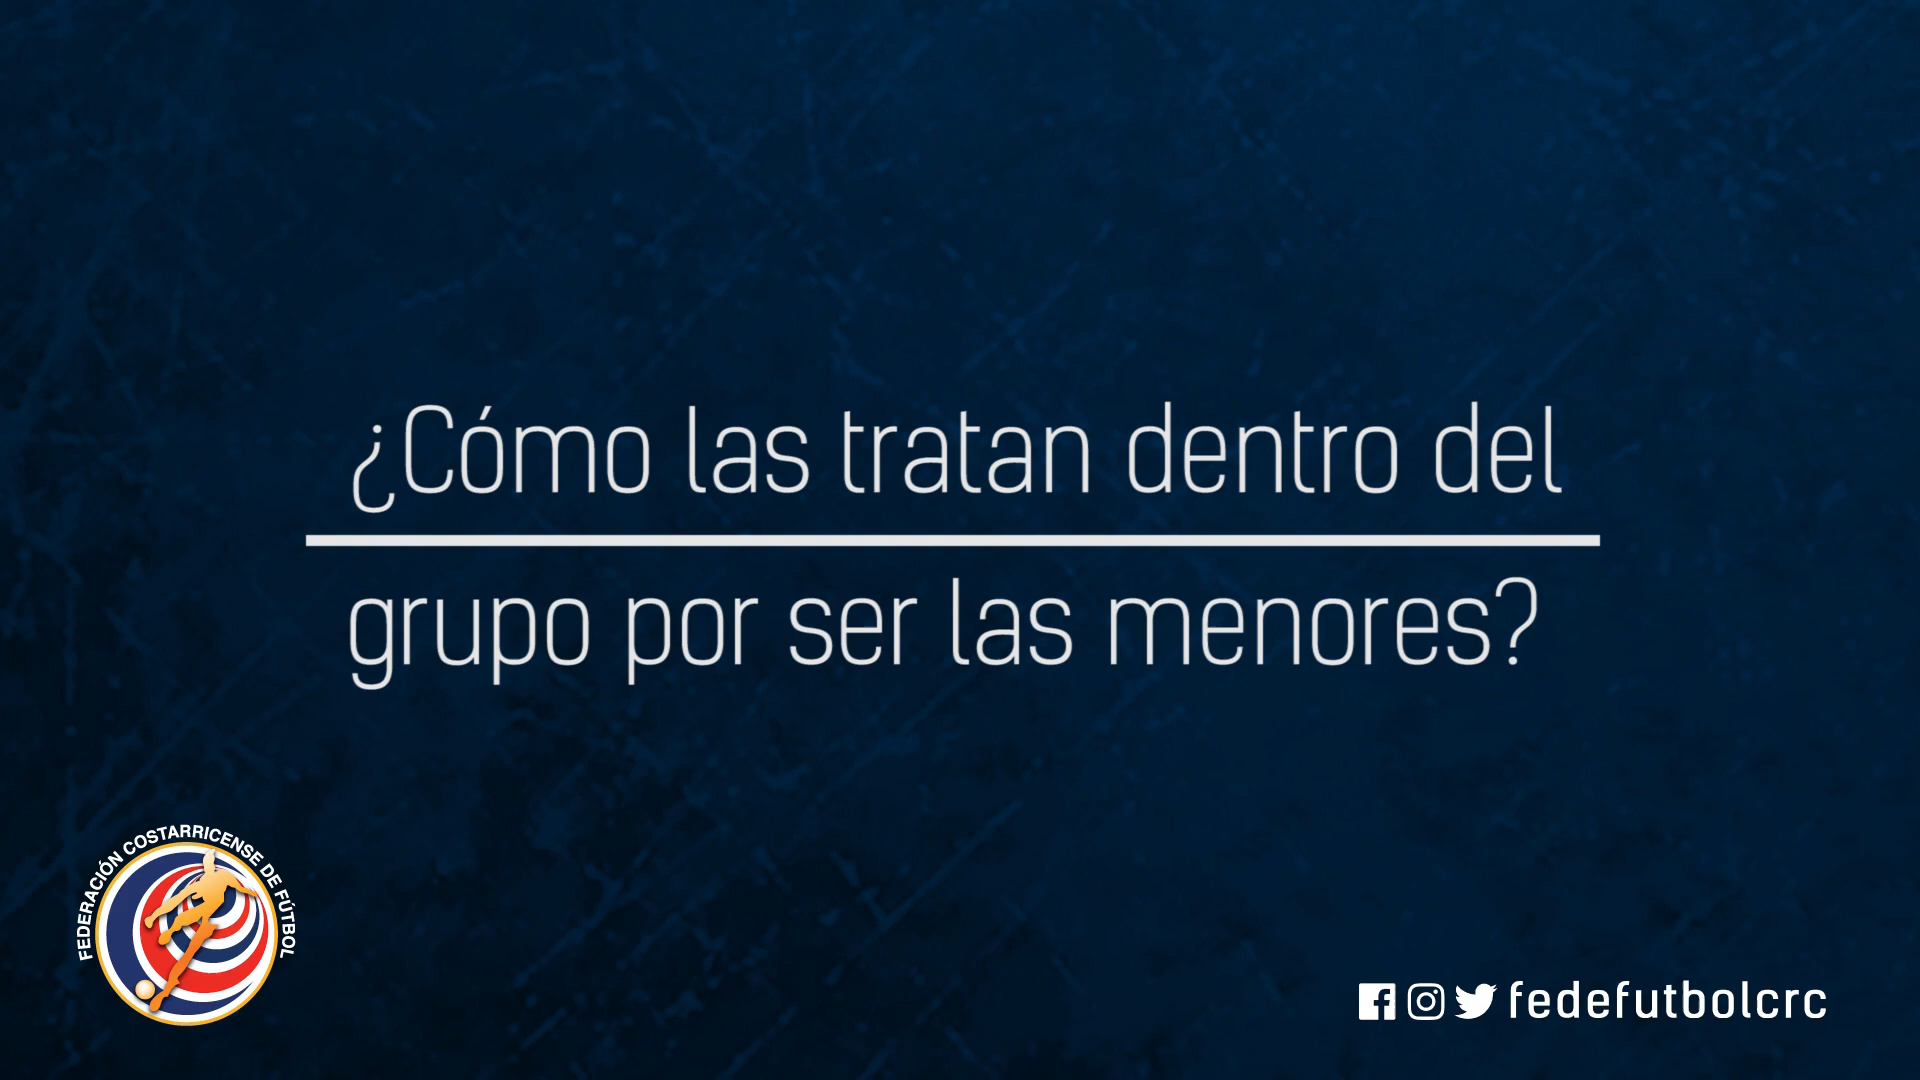 ¿Cómo las tratan dentro del
grupo por ser las menores?
FEDERACIÓN COSTARRICENSE DE FÚTBOL
fedefutbolcrc